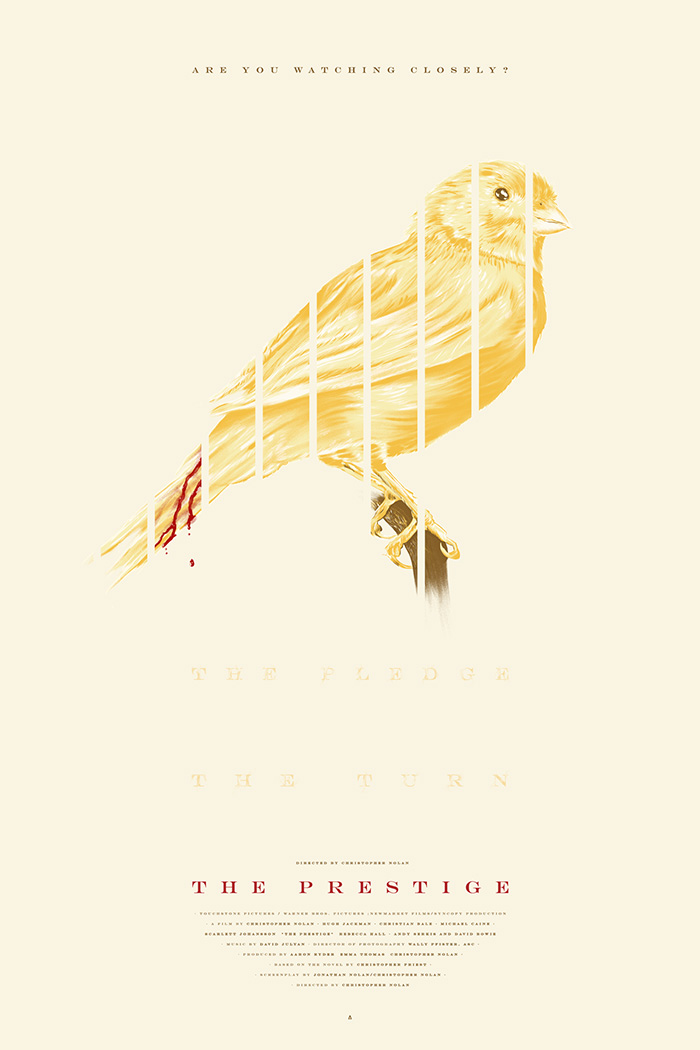 ARE YOU WATCHING CLOSELY?
THE PLEDGE
THE TURN
DIRECTED BY CHRISTOPHER NOLAN
THE PRESTIGE
· TOUCHSTONE PICTURES / WARNER BROS. PICTURES /NEWMARKET FILMS/SYNCOPY PRODUCTION
· A FILM BY CHRISTOPHER NOLAN · HUGH JACKMAN · CHRISTIAN BALE · MICHAEL CAINE ·
SCARLETT JOHANSSON "THE PRESTIGE" REBECCA HALL · ANDY SERKIS AND DAVID BOWIE
· MUSIC BY DAVID JULYAN · DIRECTOR OF PHOTOGRAPHY WALLY PFISTER, ASC ·
· PRODUCED BY AARON RYDER EMMA THOMAS CHRISTOPHER NOLAN ·
· BASED ON THE NOVEL BY CHRISTOPHER PRIEST ·
· SCREENPLAY BY JONATHAN NOLAN/CHRISTOPHER NOLAN ·
· DIRECTED BY CHRISTOPHER NOLAN